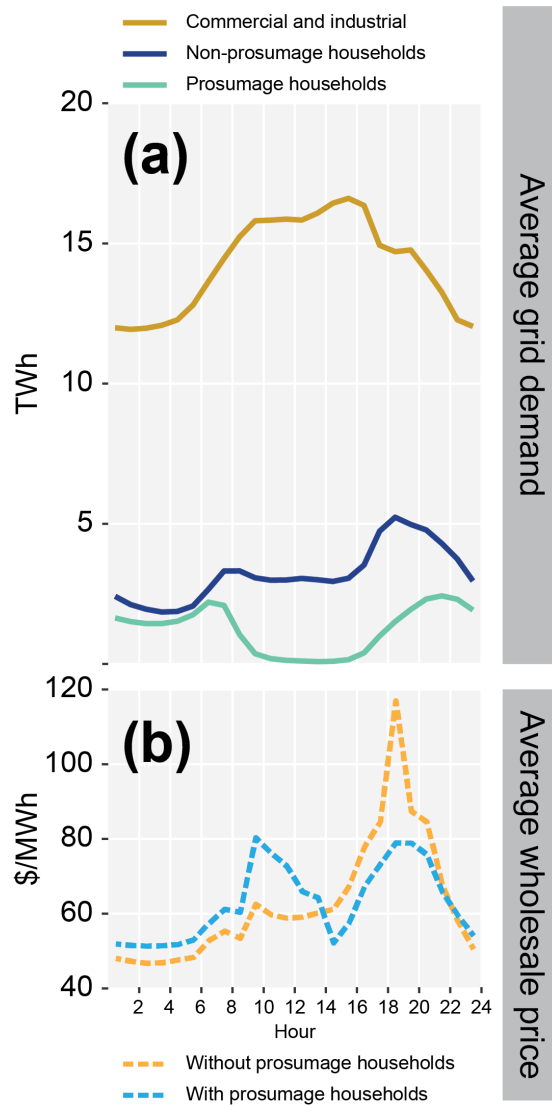 Commercial and industrial
Non-prosumage households
Prosumage households
20
15
10
5
TWh
(a)
Average grid demand
120
100
80
60
40
$/MWh
(b)
Average wholesale price
2 4 6 8 10 12 14 16 18 20 22 24
Hour
Without prosumage households
With prosumage households